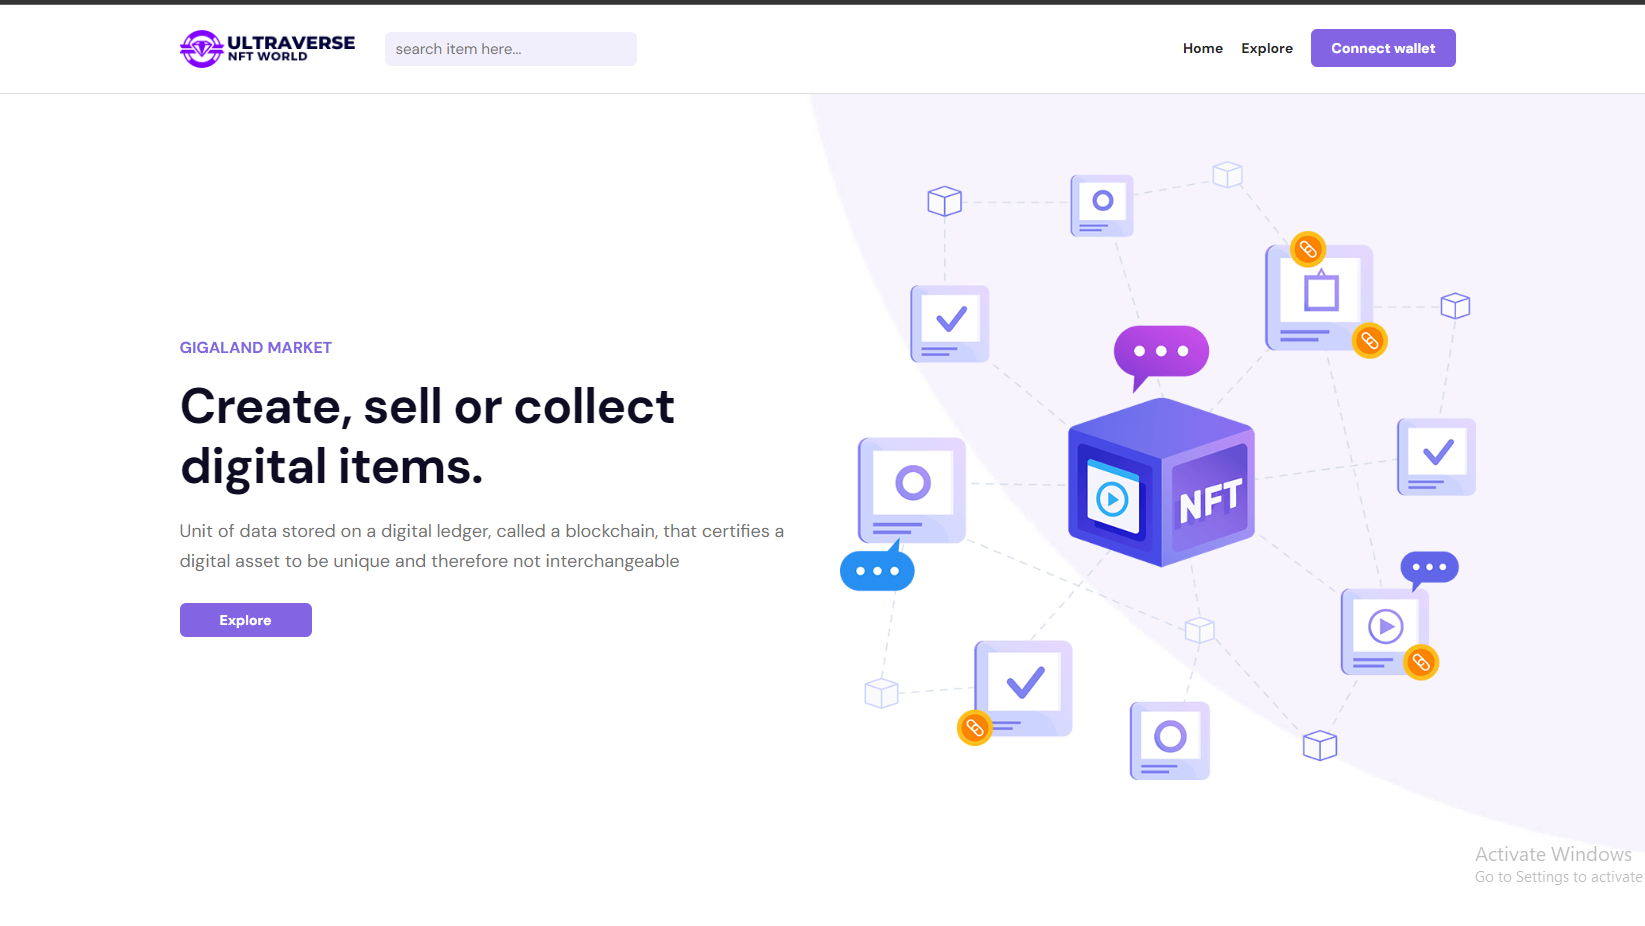 ULTRAVERSE
NFT WORLD
search item here...
Home
Explore
Connect wallet
GIGALAND MARKET
Create, sell or collect
digital items.
Unit of data stored on a digital ledger, called a blockchain, that certifies a
digital asset to be unique and therefore not interchangeable
Explore
NFT
Activate Windows
Go to Settings to activate